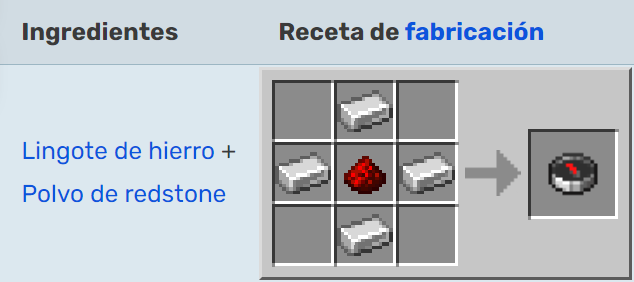 Ingredientes
Receta de fabricación
Lingote de hierro +
Polvo de redstone